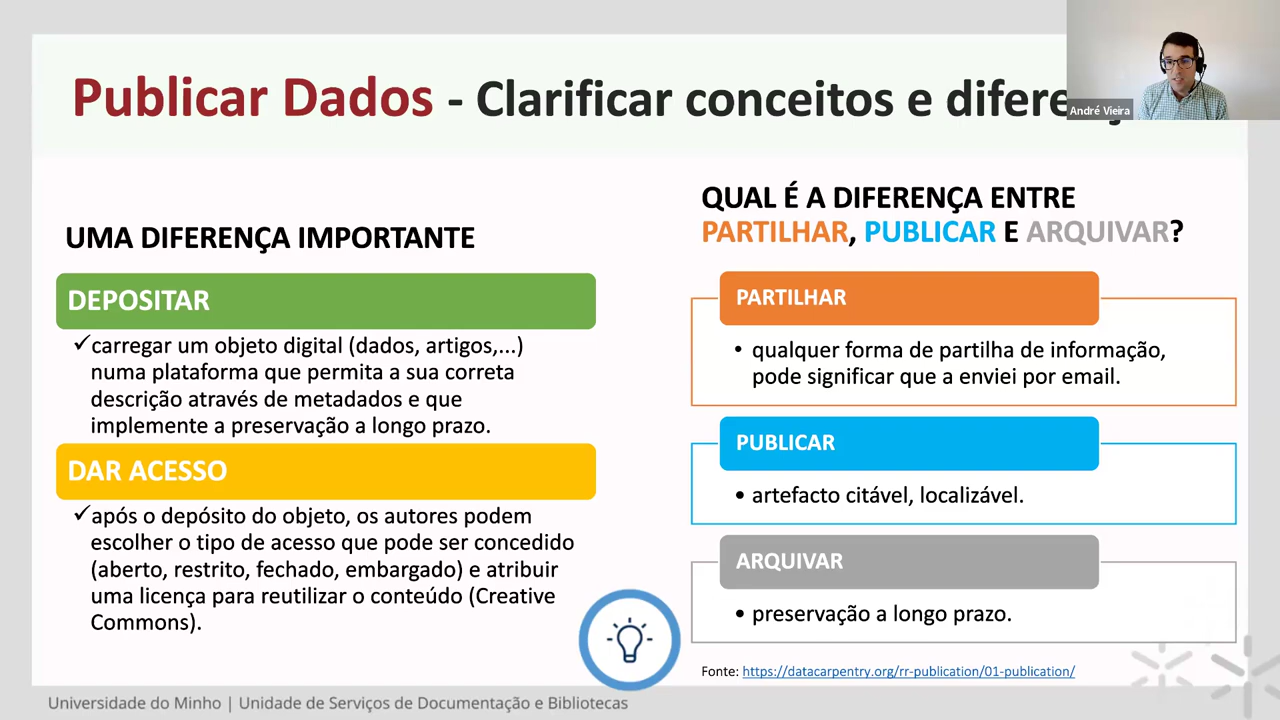 Publicar Dados - Clarificar conceitos e
André Vieira
UMA DIFERENÇA IMPORTANTE
DEPOSITAR
✓carregar um objeto digital (dados, artigos,...)
numa plataforma que permita a sua correta
descrição através de metadados e que
implemente a preservação a longo prazo.
DAR ACESSO
✓após o depósito do objeto, os autores podem
escolher o tipo de acesso que pode ser concedido
(aberto, restrito, fechado, embargado) e atribuir
uma licença para reutilizar o conteúdo (Creative
Commons).
QUAL É A DIFERENÇA ENTRE
PARTILHAR, PUBLICAR E ARQUIVAR?
PARTILHAR
• qualquer forma de partilha de informação,
pode significar que a enviei por email.
PUBLICAR
• artefacto citável, localizável.
ARQUIVAR
• preservação a longo prazo.
Fonte: https://datacarpentry.org/rr-publication/01-publication/
Universidade do Minho | Unidade de Serviços de Documentação e Bibliotecas